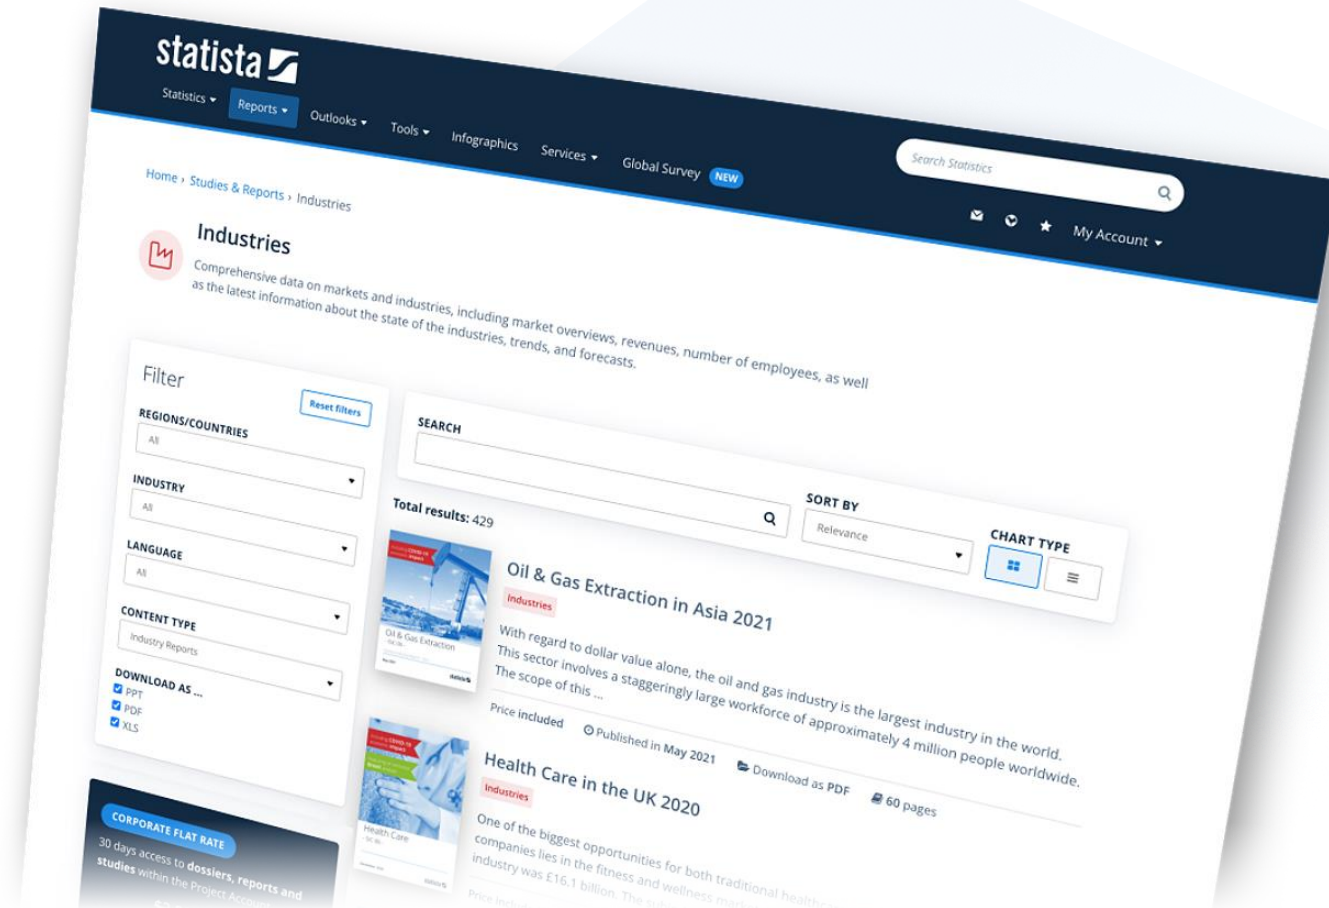 statista
Statistics
Reports
Outlooks
Tools
Infographics
Services
Global Survey NEW
Search Statistics
My Account
Home › Studies & Reports › Industries
Industries
Comprehensive data on markets and industries, including market overviews, revenues, number of employees, as well
as the latest information about the state of the industries, trends, and forecasts.
Filter
Reset filters
REGIONS/COUNTRIES
All
INDUSTRY
All
LANGUAGE
All
CONTENT TYPE
Industry Reports
DOWNLOAD AS ...
PPT
PDF
XLS
CORPORATE FLAT RATE
30 days access to dossiers, reports and
studies within the Project Account
SEARCH
SORT BY
Relevance
CHART TYPE
Total results: 429
Oil & Gas Extraction
statista
Oil & Gas Extraction in Asia 2021
Industries
With regard to dollar value alone, the oil and gas industry is the largest industry in the world.
This sector involves a staggeringly large workforce of approximately 4 million people worldwide.
The scope of this ...
Price included
Published in May 2021
Download as PDF
60 pages
Health Care
statista
Health Care in the UK 2020
Industries
One of the biggest opportunities for both traditional
companies lies in the fitness and wellness
industry was £16.1 billion. The